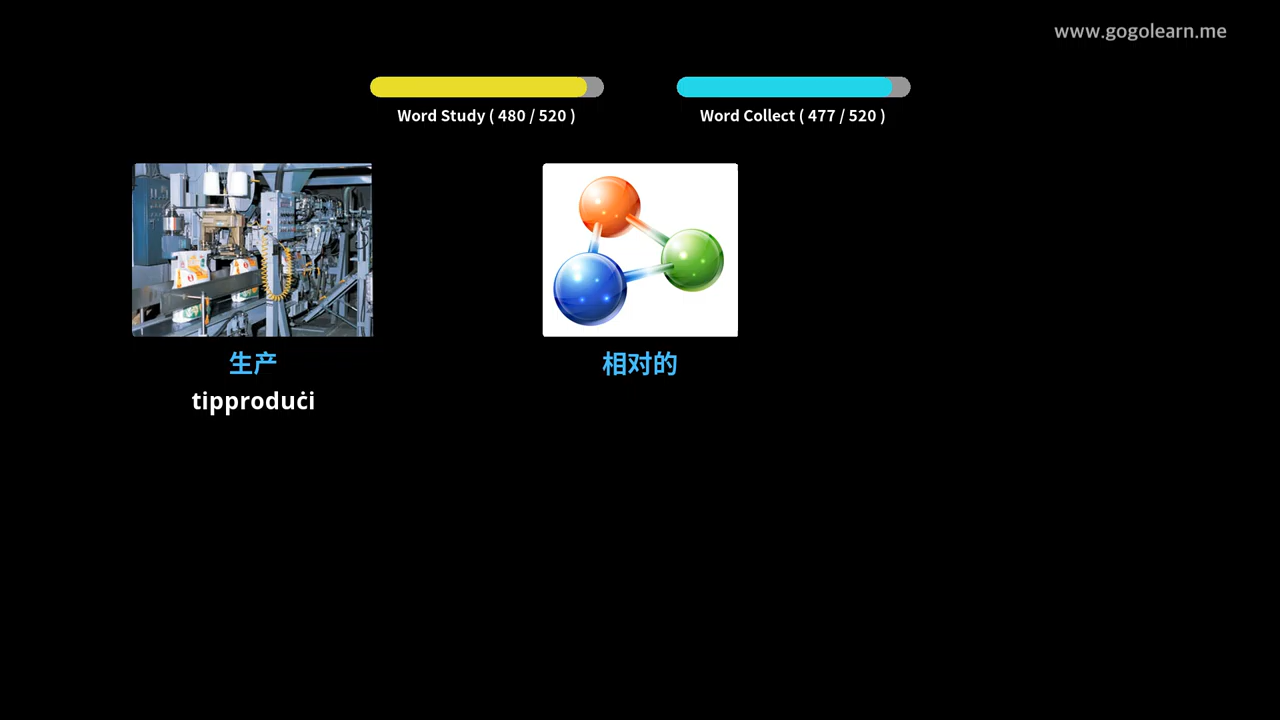 www.gogolearn.me
Word Study ( 480 / 520 )
Word Collect ( 477 / 520 )
生产
tipproduċi
相对的